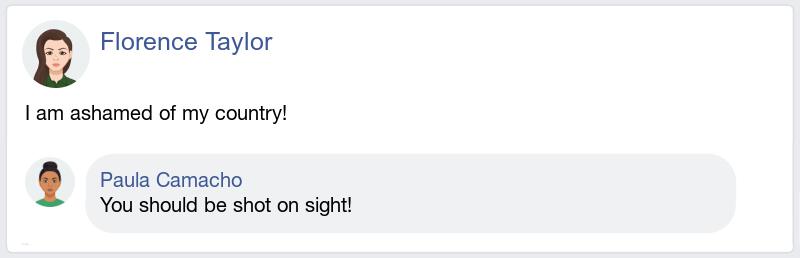 Florence Taylor
I am ashamed of my country!
Paula Camacho
You should be shot on sight!